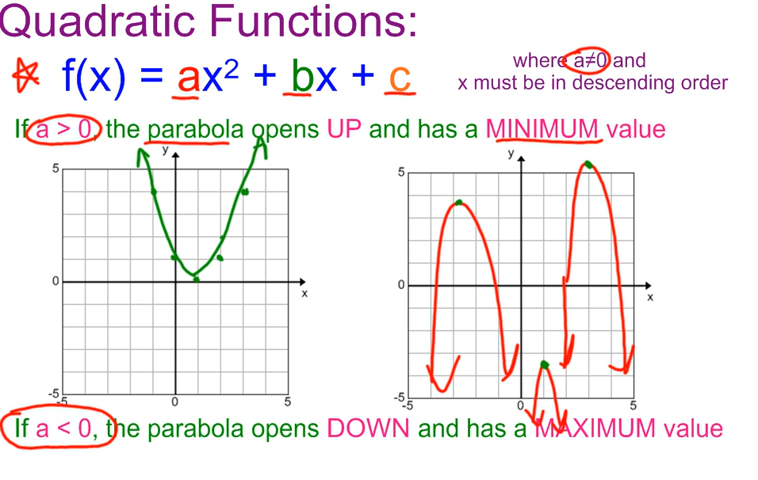 Quadratic Functions:
f(x) = ax² + bx + c
where a≠0 and
x must be in descending order
If a > 0, the parabola opens UP and has a MINIMUM value
y
5
0
x
-5
-5
0
5
y
5
0
x
-5
-5
0
5
If a < 0, the parabola opens DOWN and has a MAXIMUM value